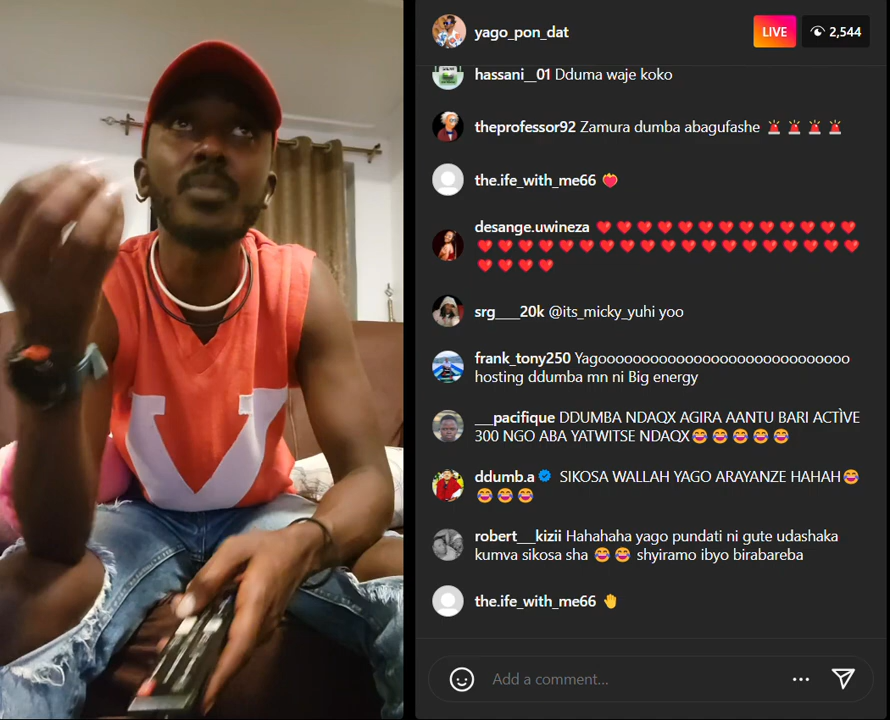 yago_pon_dat
LIVE
2,544
hassani__01 Dduma waje koko
theprofessor92 Zamura dumba abagufashe 🚨 🚨 🚨 🚨
the.ife_with_me66 ❤️
desange.uwineza ❤️ ❤️ ❤️ ❤️ ❤️ ❤️ ❤️ ❤️ ❤️ ❤️ ❤️ ❤️ ❤️
❤️ ❤️ ❤️ ❤️ ❤️ ❤️ ❤️ ❤️ ❤️ ❤️ ❤️ ❤️ ❤️ ❤️ ❤️ ❤️ ❤️ ❤️ ❤️
❤️ ❤️ ❤️ ❤️
srg___20k @its_micky_yuhi yoo
frank_tony250 Yagooooooooooooooooooooooooooooo
hosting ddumba mn ni Big energy
__pacifique DDUMBA NDAQX AGIRA AANTU BARI ACTÌVE
300 NGO ABA YATWITSE NDAQX😂 😂 😂 😂 😂
ddumb.a SIKOSA WALLAH YAGO ARAYANZE HAHAH😂
😂 😂 😂
robert__kizii Hahahaha yago pundati ni gute udashaka
kumva sikosa sha 😂 😂 shyiramo ibyo birabareba
the.ife_with_me66 🤚
Add a comment...
V